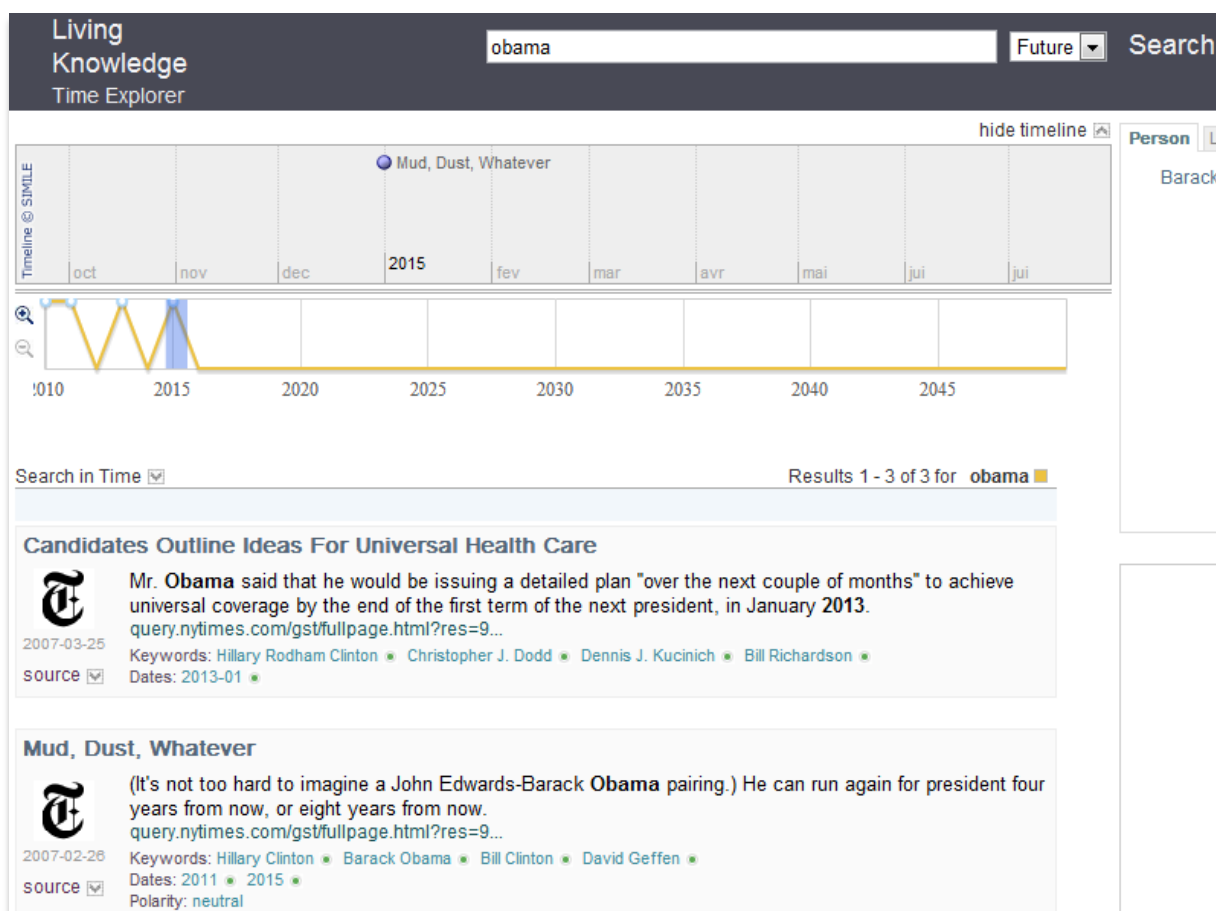 Living
Knowledge
Time Explorer
obama
Future
Search
hide timeline
Person
Barack
Timeline © SIMILE
Mud, Dust, Whatever
oct nov dec 2015 fev mar avr mai jui jui
2010 2015 2020 2025 2030 2035 2040 2045
Search in Time
Results 1 - 3 of 3 for obama
Candidates Outline Ideas For Universal Health Care
Mr. Obama said that he would be issuing a detailed plan "over the next couple of months" to achieve
universal coverage by the end of the first term of the next president, in January 2013.
query.nytimes.com/gst/fullpage.html?res=9...
2007-03-25
Keywords: Hillary Rodham Clinton Christopher J. Dodd Dennis J. Kucinich Bill Richardson
source
Dates: 2013-01
Mud, Dust, Whatever
(It's not too hard to imagine a John Edwards-Barack Obama pairing.) He can run again for president four
years from now, or eight years from now.
query.nytimes.com/gst/fullpage.html?res=9...
2007-02-26
Keywords: Hillary Clinton Barack Obama Bill Clinton David Geffen
source
Dates: 2011 2015
Polarity: neutral